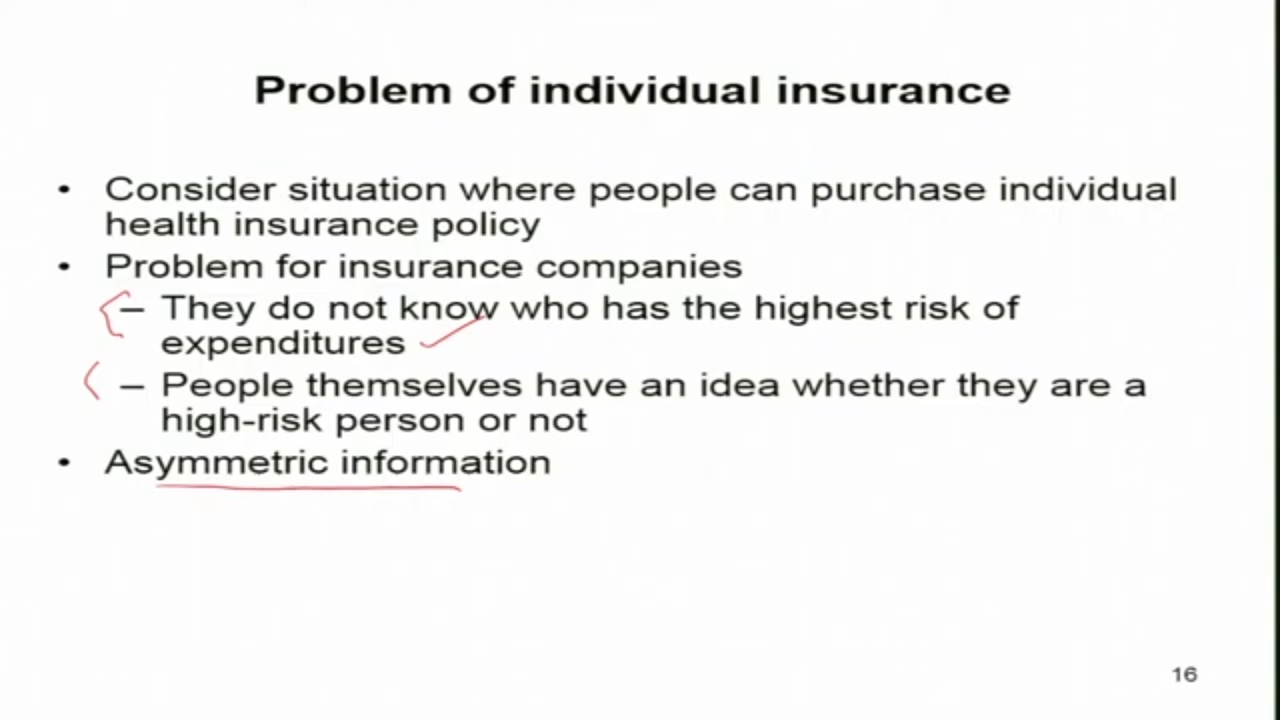 Problem of individual insurance
• Consider situation where people can purchase individual
health insurance policy
• Problem for insurance companies
– They do not know who has the highest risk of
expenditures
– People themselves have an idea whether they are a
high-risk person or not
• Asymmetric information
16